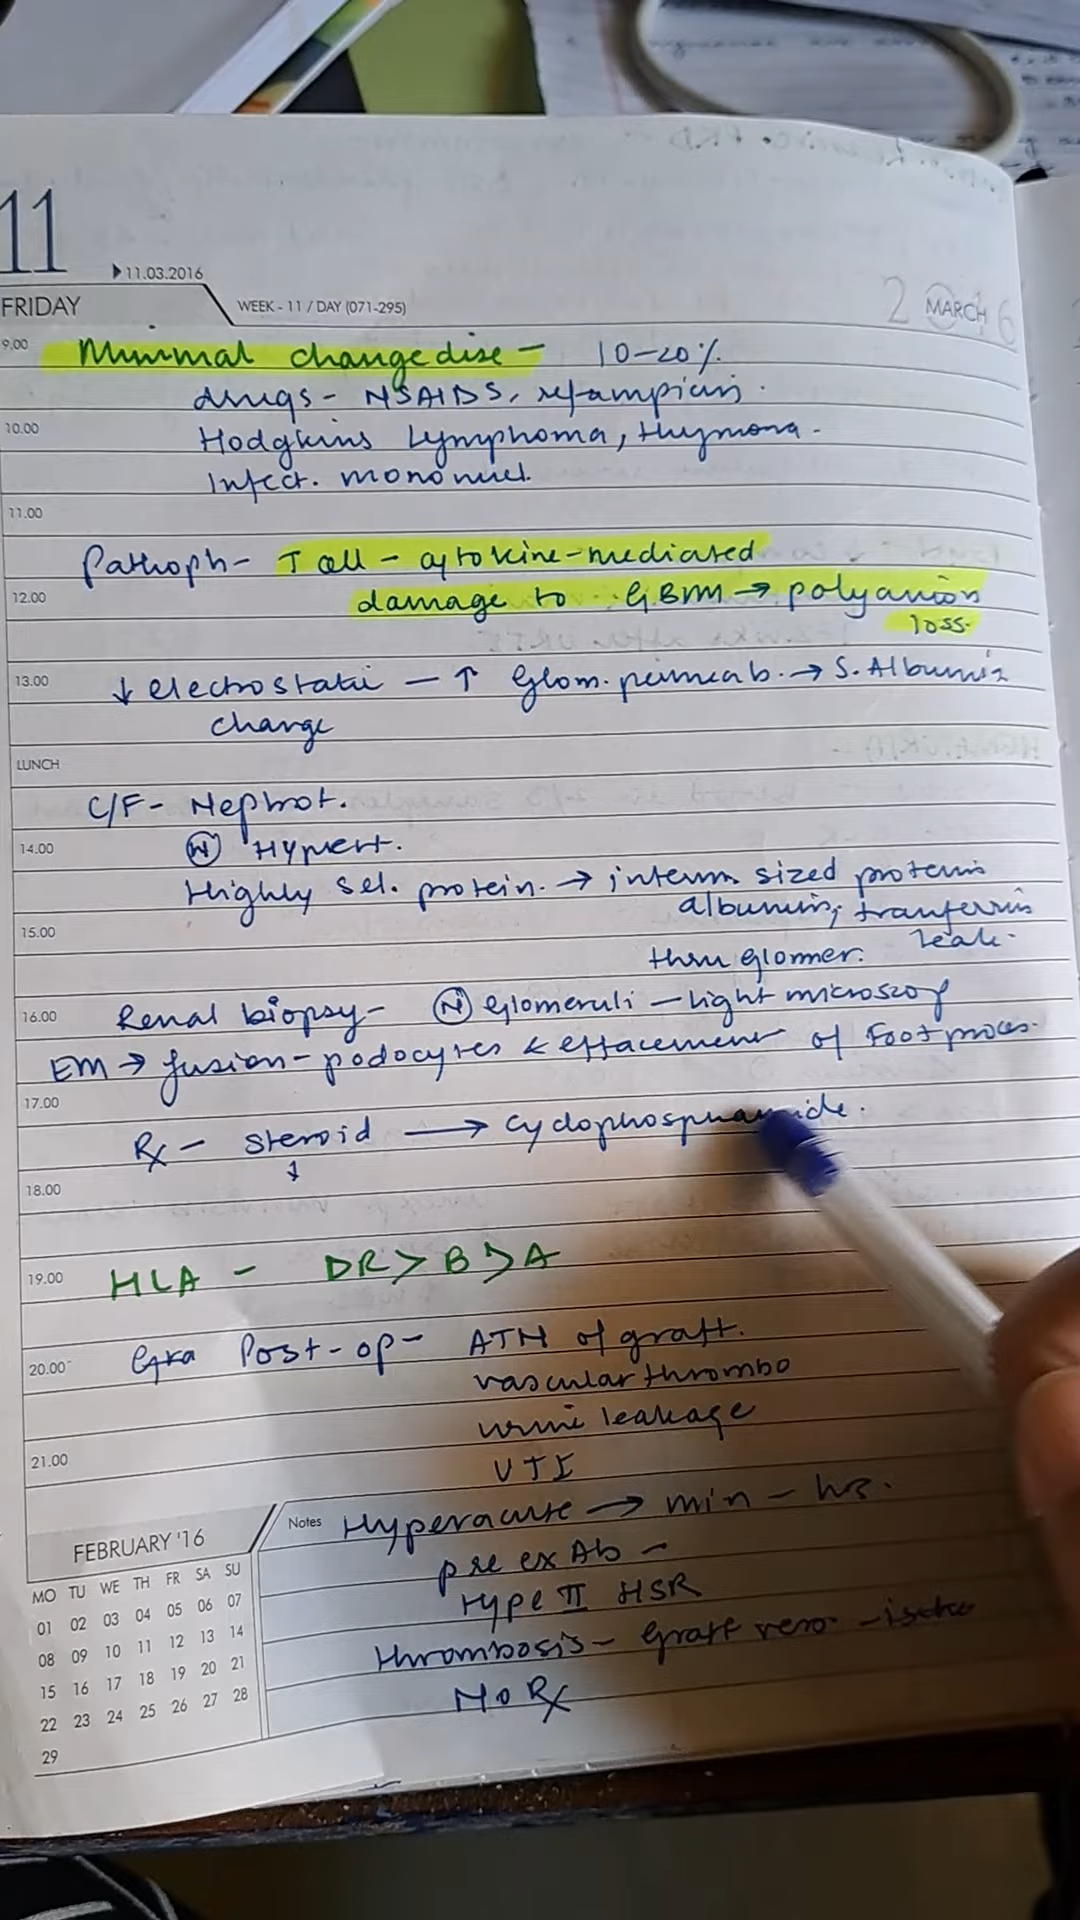 11
11.03.2016
FRIDAY
WEEK - 11 / DAY (071-295)
2 MARCH 6
9.00 Minimal change dise - 10-20%
drugs - NSAIDS, refampicin.
10.00 Hodgkins Lymphoma, thymoma.
Infect. mononucl.
11.00
Pathoph- T cell - cytokine-mediated
12.00 damage to GBM → polyanion
loss.
13.00 ↓ electrostatic - ↑ Glom. permeab. → S. Albumin
change
LUNCH
C/F - Nephrot.
14.00 (N) Hypert.
Highly sel. protein. → interm. sized proteins
albumin, tranferrin
15.00 leak.
thru glomer.
16.00 Renal biopsy- (N) glomeruli - light microscop
EM → fusion - podocytes & effacement of Foot proces.
17.00
Rx - steroid → cyclophosphamide.
↓
18.00
19.00 HLA - DR > B > A
20.00 Post-op- ATN of graft.
vascular thrombo
urine leakage
21.00 UTI
Notes Hyperacute → min - hrs.
pre ex Ab -
type II HSR
thrombosis - Graft
No Rx
FEBRUARY '16
MO TU WE TH FR SA SU
01 02 03 04 05 06 07
08 09 10 11 12 13 14
15 16 17 18 19 20 21
22 23 24 25 26 27 28
29